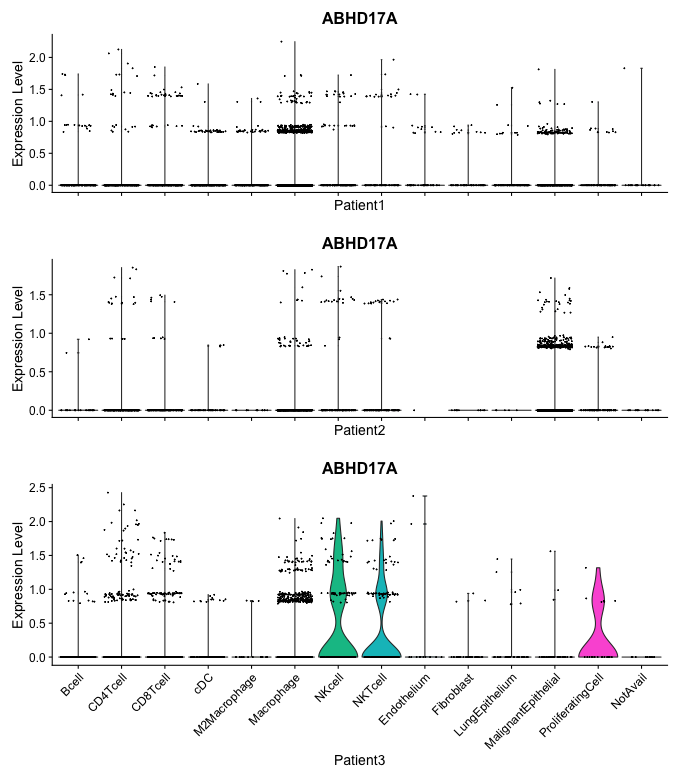 ABHD17A
Expression Level
2.0
1.5
1.0
0.5
0.0
Patient1
ABHD17A
Expression Level
1.5
1.0
0.5
0.0
Patient2
ABHD17A
Expression Level
2.5
2.0
1.5
1.0
0.5
0.0
Bcell
CD4Tcell
CD8Tcell
cDC
M2Macrophage
Macrophage
NKcell
NKTcell
Endothelium
Fibroblast
LungEpithelium
MalignantEpithelial
ProliferatingCell
NotAvail
Patient3